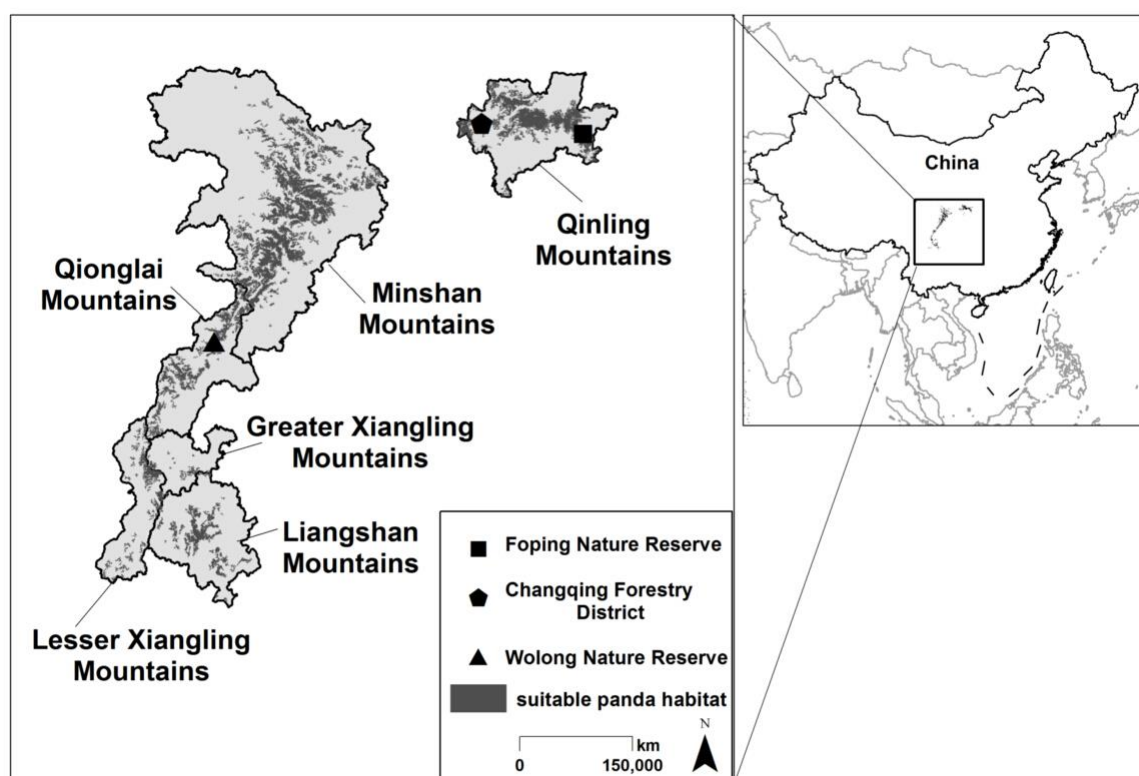 China
Qinling
Mountains
Qionglai
Mountains
Minshan
Mountains
Greater Xiangling
Mountains
Liangshan
Mountains
Lesser Xiangling
Mountains
Foping Nature Reserve
Changqing Forestry
District
Wolong Nature Reserve
suitable panda habitat
N
km
0 150,000